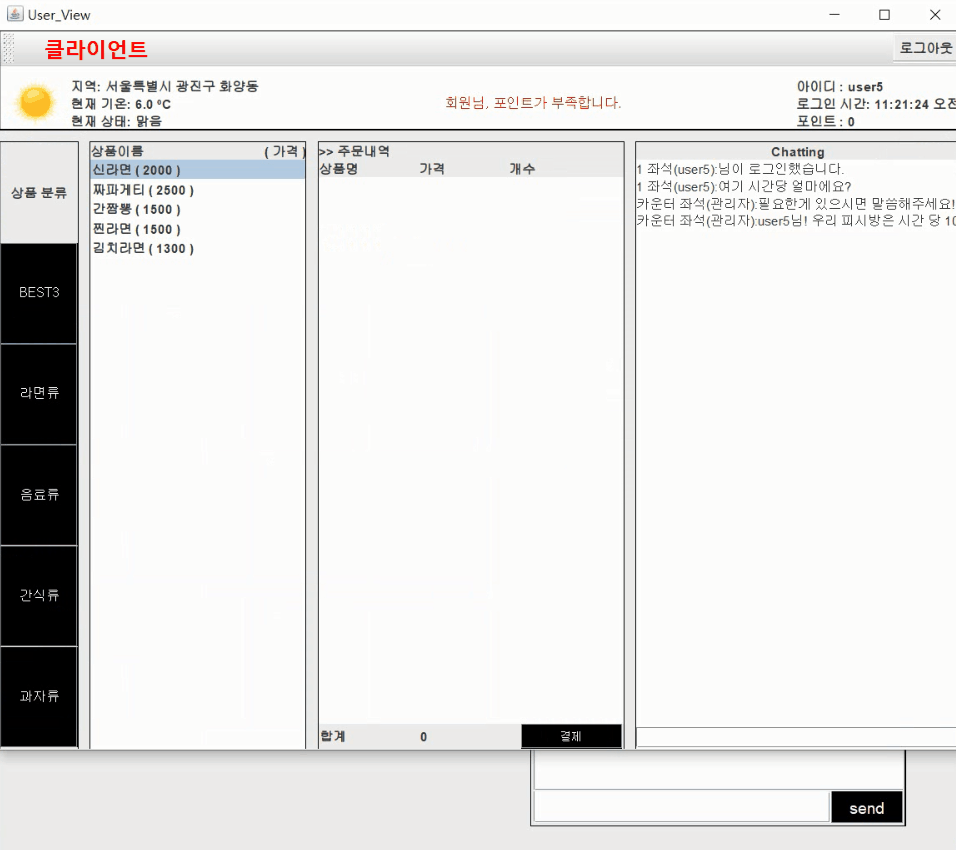 User_View
클라이언트
로그아웃
지역: 서울특별시 광진구 화양동
현재 기온: 6.0 ºC
현재 상태: 맑음
회원님, 포인트가 부족합니다.
아이디 : user5
로그인 시간: 11:21:24 오전
포인트 : 0
상품 분류
BEST3
라면류
음료류
간식류
과자류
상품이름 ( 가격 )
신라면 ( 2000 )
짜파게티 ( 2500 )
간짬뽕 ( 1500 )
찐라면 ( 1500 )
김치라면 ( 1300 )
>> 주문내역
상품명 가격 개수
합계 0 결제
Chatting
1 좌석(user5):님이 로그인했습니다.
1 좌석(user5):여기 시간당 얼마에요?
카운터 좌석(관리자):필요한게 있으시면 말씀해주세요!
카운터 좌석(관리자):user5님! 우리 피시방은 시간 당 10
send